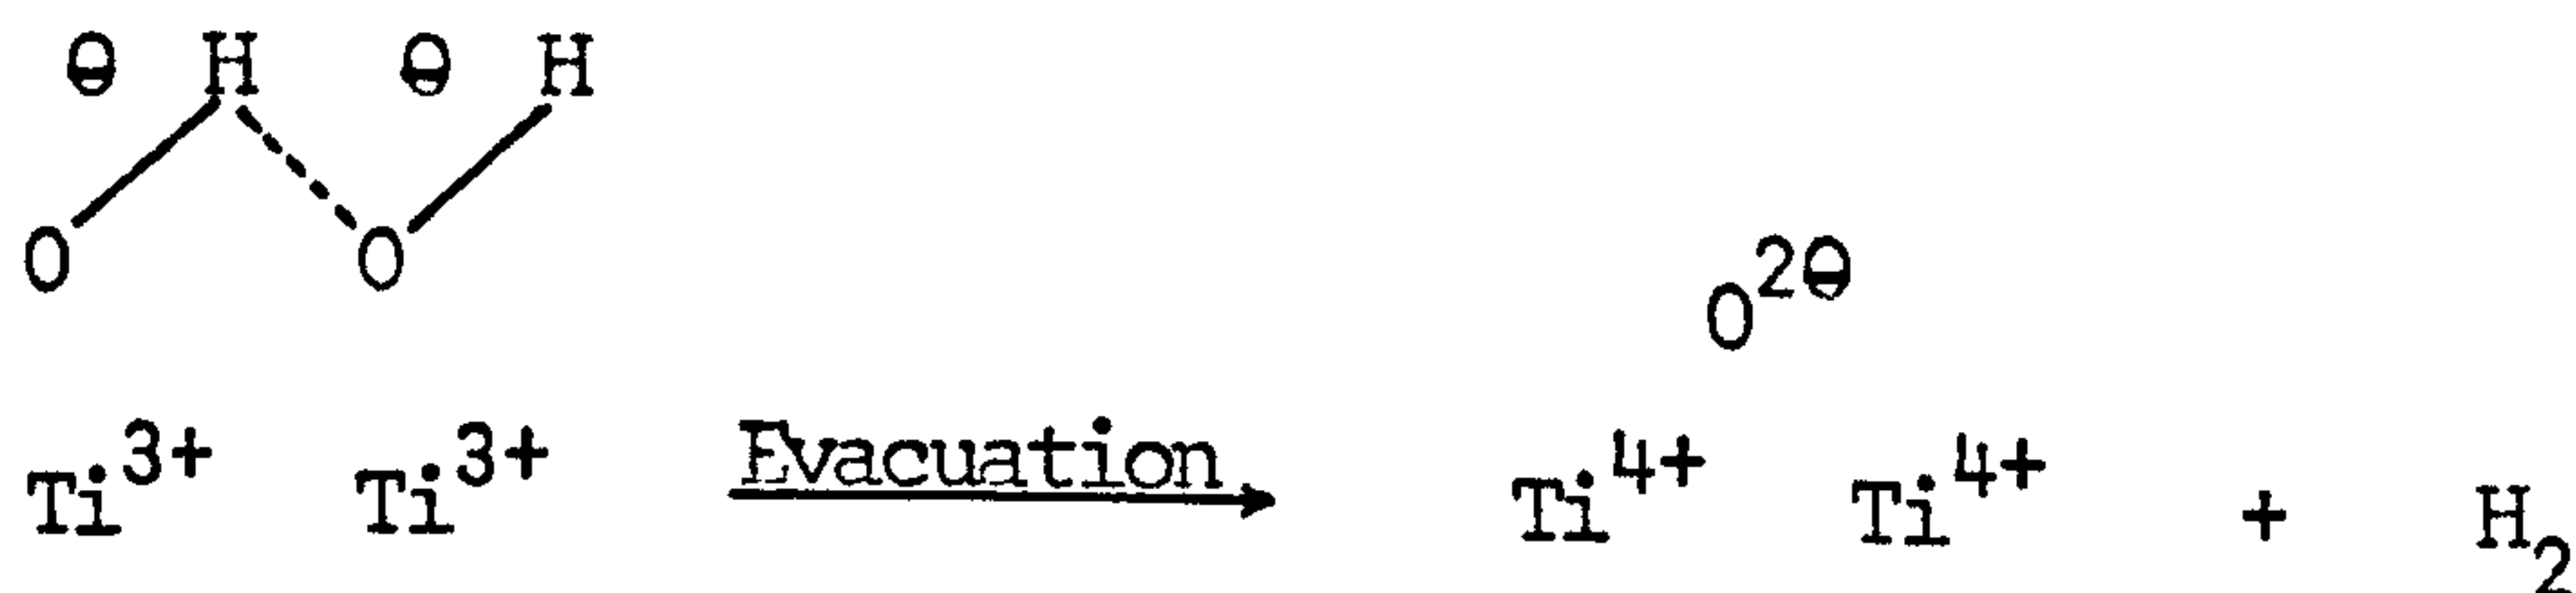 ⊖ H ⊖ H
O O O²⊖
Ti³⁺ Ti³⁺ Evacuation Ti⁴⁺ Ti⁴⁺ + H₂